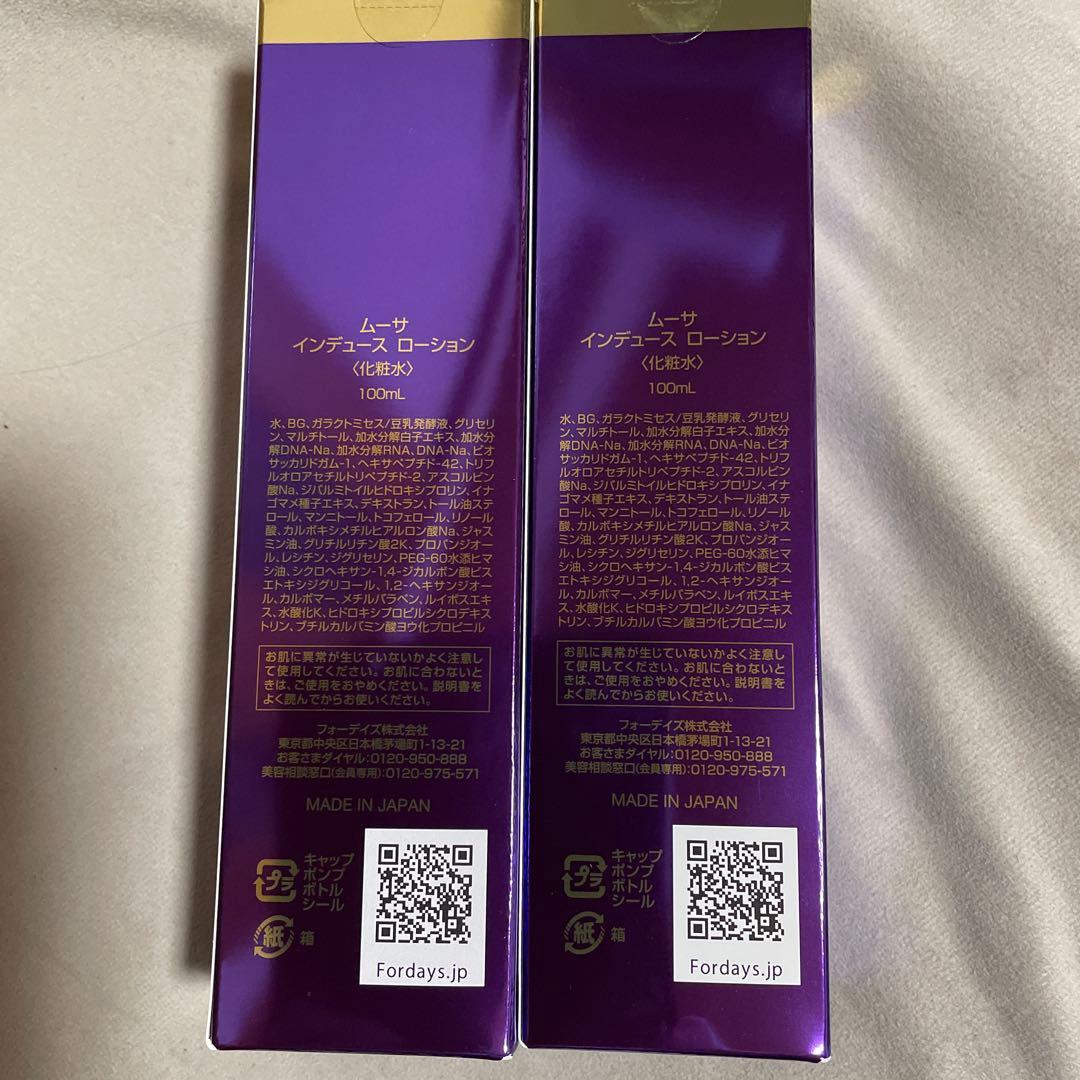 ムーサ
インデュース ローション
〈化粧水〉
100mL
水、BG、ガラクトミセス/豆乳発酵液、グリセリ
ン、マルチトール、加水分解白子エキス、加水分
解DNA-Na、加水分解RNA、DNA-Na、ビオ
サッカリドガム-1、ヘキサペプチド-42、トリフ
ルオロアセチルトリペプチド-2、アスコルビン
酸Na、ジパルミトイルヒドロキシプロリン、イナ
ゴマメ種子エキス、デキストラン、トール油ステ
ロール、マンニトール、トコフェロール、リノール
酸、カルボキシメチルヒアルロン酸Na、ジャス
ミン油、グリチルリチン酸2K、プロパンジオー
ル、レシチン、ジグリセリン、PEG-60水添ヒマ
シ油、シクロヘキサン-1,4-ジカルボン酸ビス
エトキシジグリコール、1,2-ヘキサンジオー
ル、カルボマー、メチルパラベン、ルイボスエキ
ス、水酸化K、ヒドロキシプロピルシクロデキス
トリン、ブチルカルバミン酸ヨウ化プロピニル
お肌に異常が生じていないかよく注意し
て使用してください。お肌に合わないと
きは、ご使用をおやめください。説明書を
よく読んでからお使いください。
フォーデイズ株式会社
東京都中央区日本橋茅場町1-13-21
お客さまダイヤル:0120-950-888
美容相談窓口(会員専用):0120-975-571
MADE IN JAPAN
プラ
キャップ
ポンプ
ボトル
シール
紙
箱
Fordays.jp
ムーサ
インデュース ローション
〈化粧水〉
100mL
水、BG、ガラクトミセス/豆乳発酵液、グリセリ
ン、マルチトール、加水分解白子エキス、加水分
解DNA-Na、加水分解RNA、DNA-Na、ビオ
サッカリドガム-1、ヘキサペプチド-42、トリフ
ルオロアセチルトリペプチド-2、アスコルビン
酸Na、ジパルミトイルヒドロキシプロリン、イナ
ゴマメ種子エキス、デキストラン、トール油ステ
ロール、マンニトール、トコフェロール、リノール
酸、カルボキシメチルヒアルロン酸Na、ジャス
ミン油、グリチルリチン酸2K、プロパンジオー
ル、レシチン、ジグリセリン、PEG-60水添ヒマ
シ油、シクロヘキサン-1,4-ジカルボン酸ビス
エトキシジグリコール、1,2-ヘキサンジオー
ル、カルボマー、メチルパラベン、ルイボスエキ
ス、水酸化K、ヒドロキシプロピルシクロデキス
トリン、ブチルカルバミン酸ヨウ化プロピニル
お肌に異常が生じていないかよく注意し
て使用してください。お肌に合わないと
きは、ご使用をおやめください。説明書を
よく読んでからお使いください。
フォーデイズ株式会社
東京都中央区日本橋茅場町1-13-21
お客さまダイヤル:0120-950-888
美容相談窓口(会員専用):0120-975-571
MADE IN JAPAN
プラ
キャップ
ポンプ
ボトル
シール
紙
箱
Fordays.jp